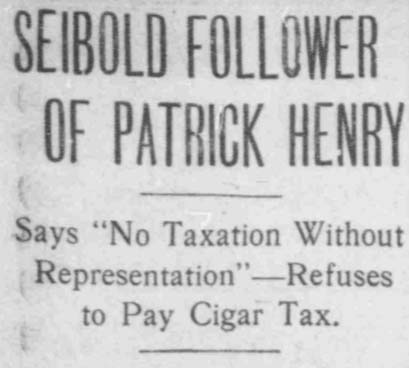 SEIBOLD FOLLOWER
OF PATRICK HENRY
Says "No Taxation Without
Representation"—Refuses
to Pay Cigar Tax.